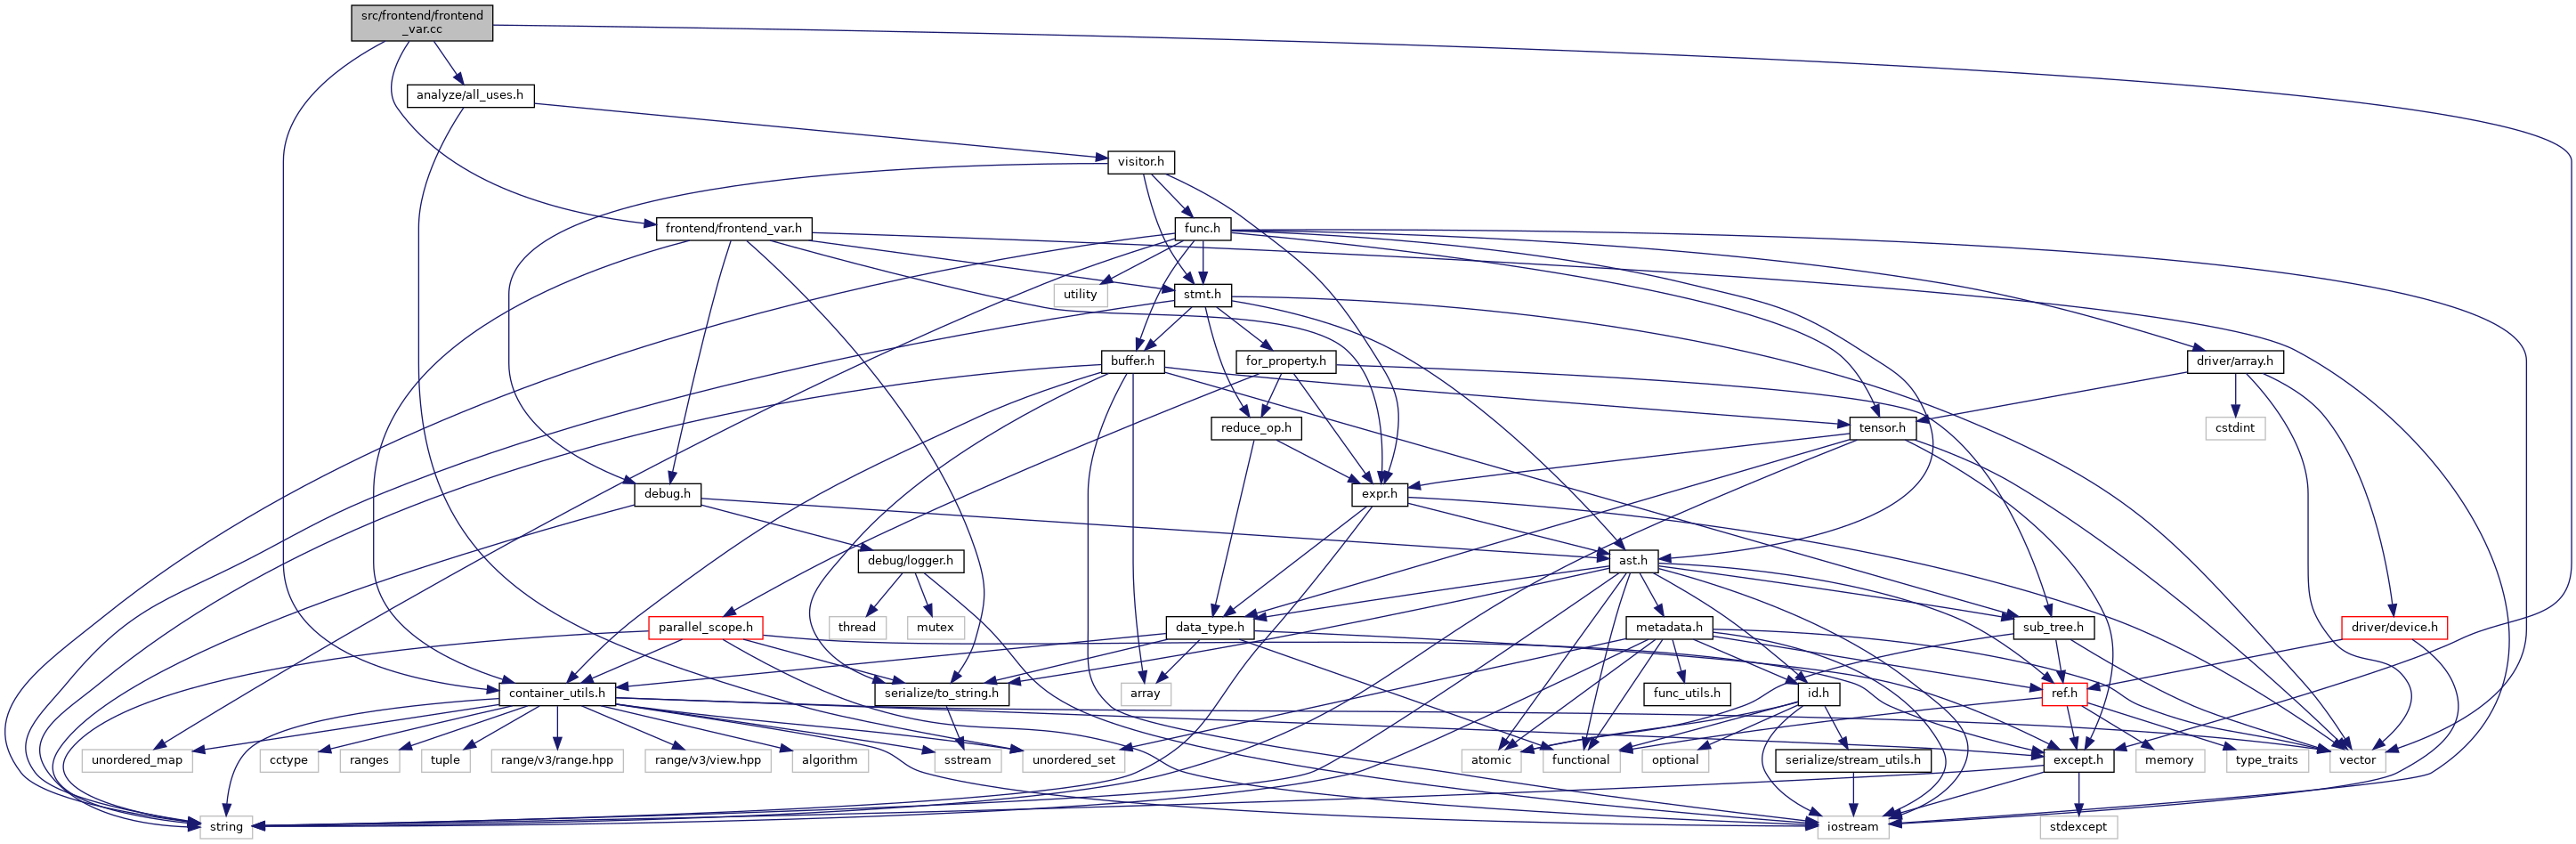 src/frontend/frontend
_var.cc
analyze/all_uses.h
visitor.h
frontend/frontend_var.h
func.h
utility
stmt.h
buffer.h
for_property.h
driver/array.h
reduce_op.h
tensor.h
cstdint
debug.h
expr.h
debug/logger.h
ast.h
thread
mutex
parallel_scope.h
data_type.h
metadata.h
sub_tree.h
driver/device.h
container_utils.h
serialize/to_string.h
array
func_utils.h
id.h
ref.h
unordered_map
cctype
ranges
tuple
range/v3/range.hpp
range/v3/view.hpp
algorithm
sstream
unordered_set
atomic
functional
optional
serialize/stream_utils.h
except.h
memory
type_traits
vector
string
iostream
stdexcept